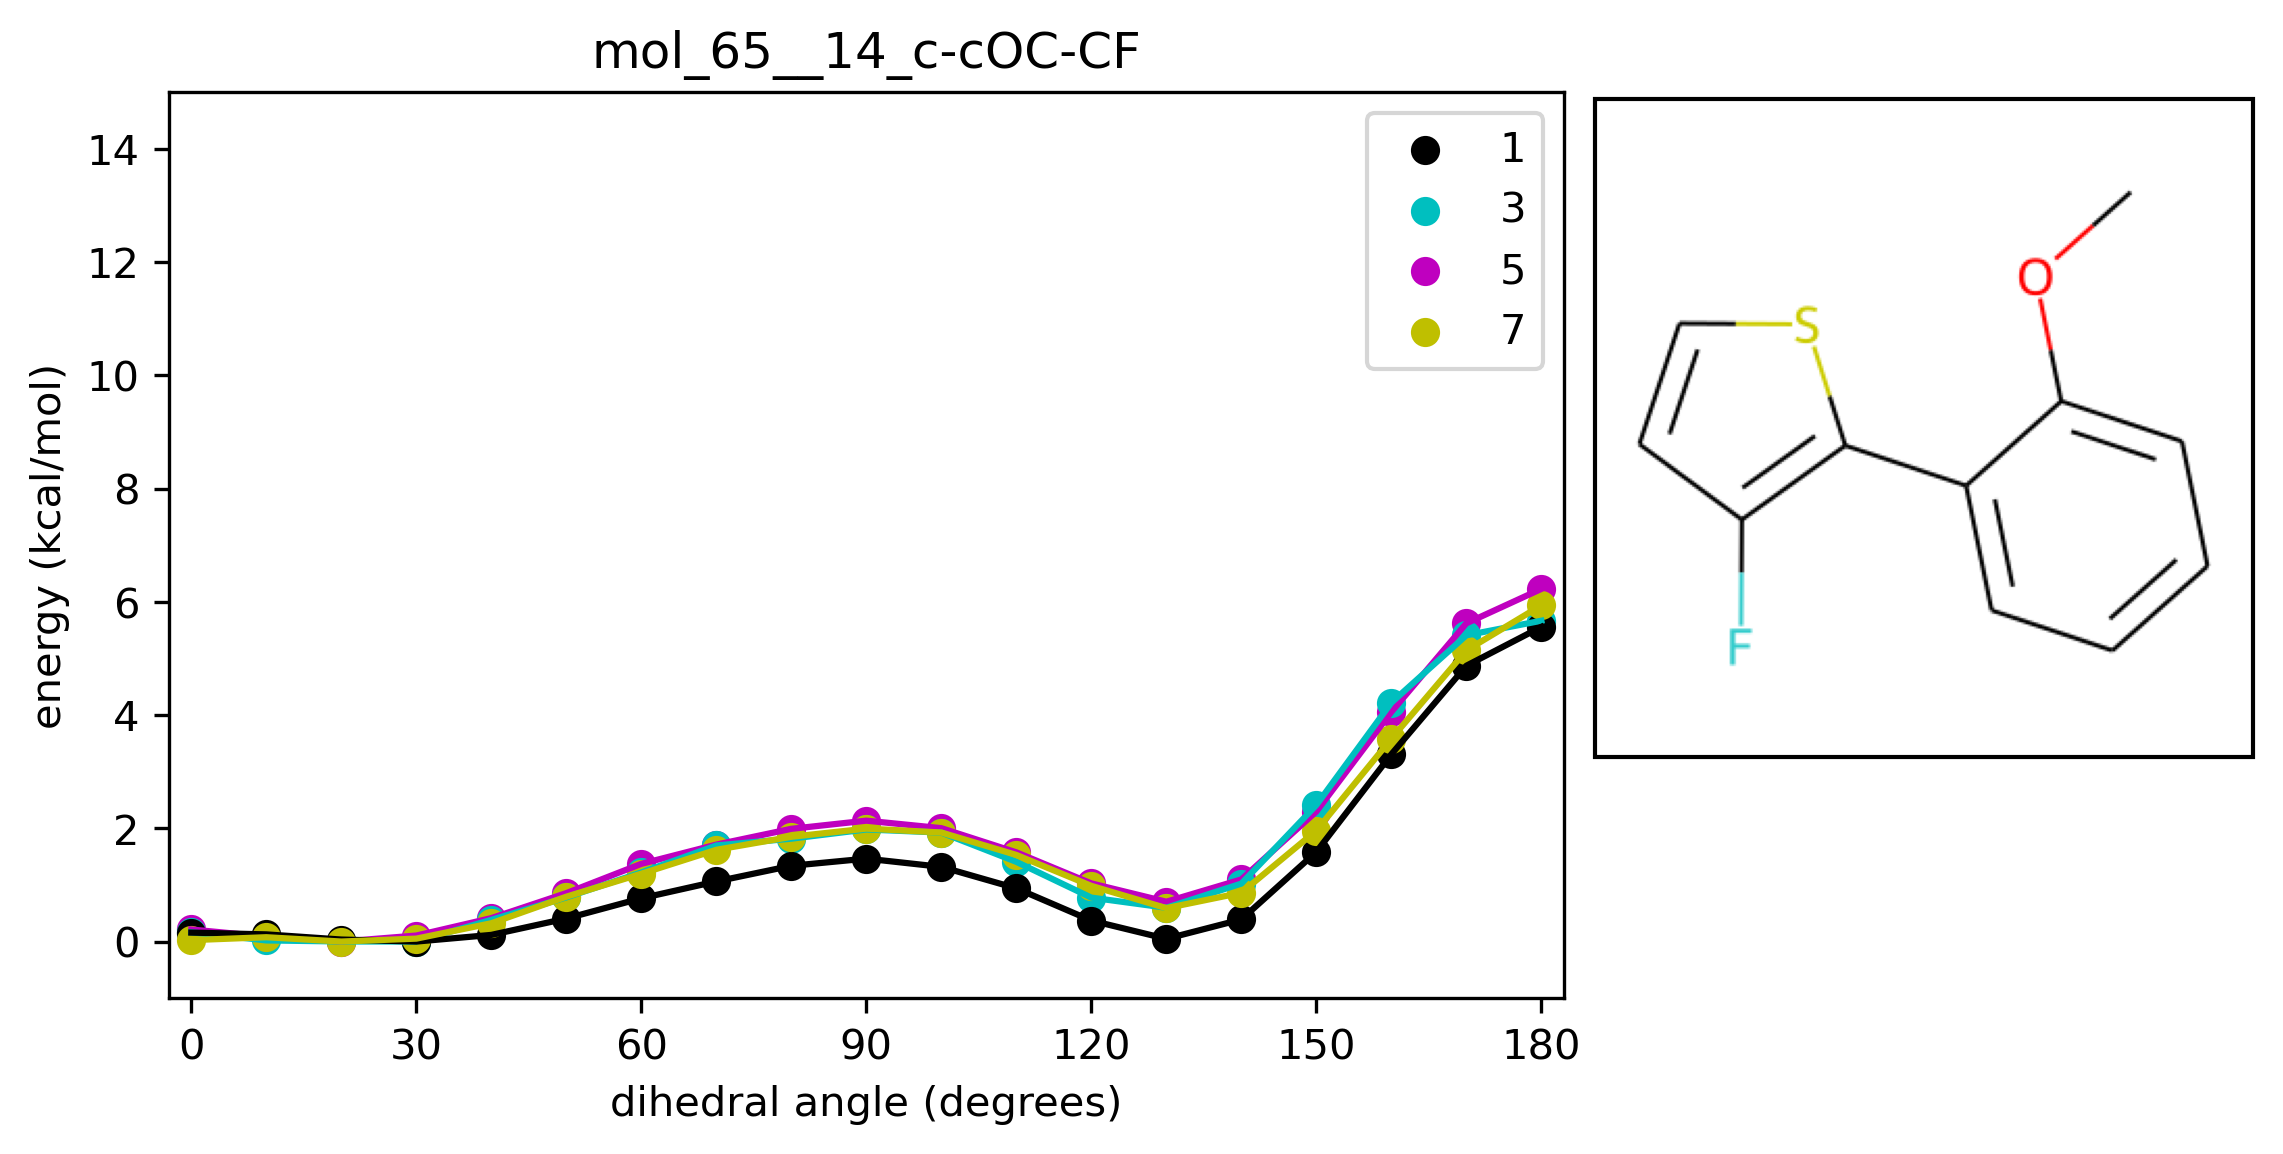 mol_65__14_c-cOC-CF
14
12
10
8
6
4
2
0
energy (kcal/mol)
0 30 60 90 120 150 180
dihedral angle (degrees)
1
3
5
7
O
S
F